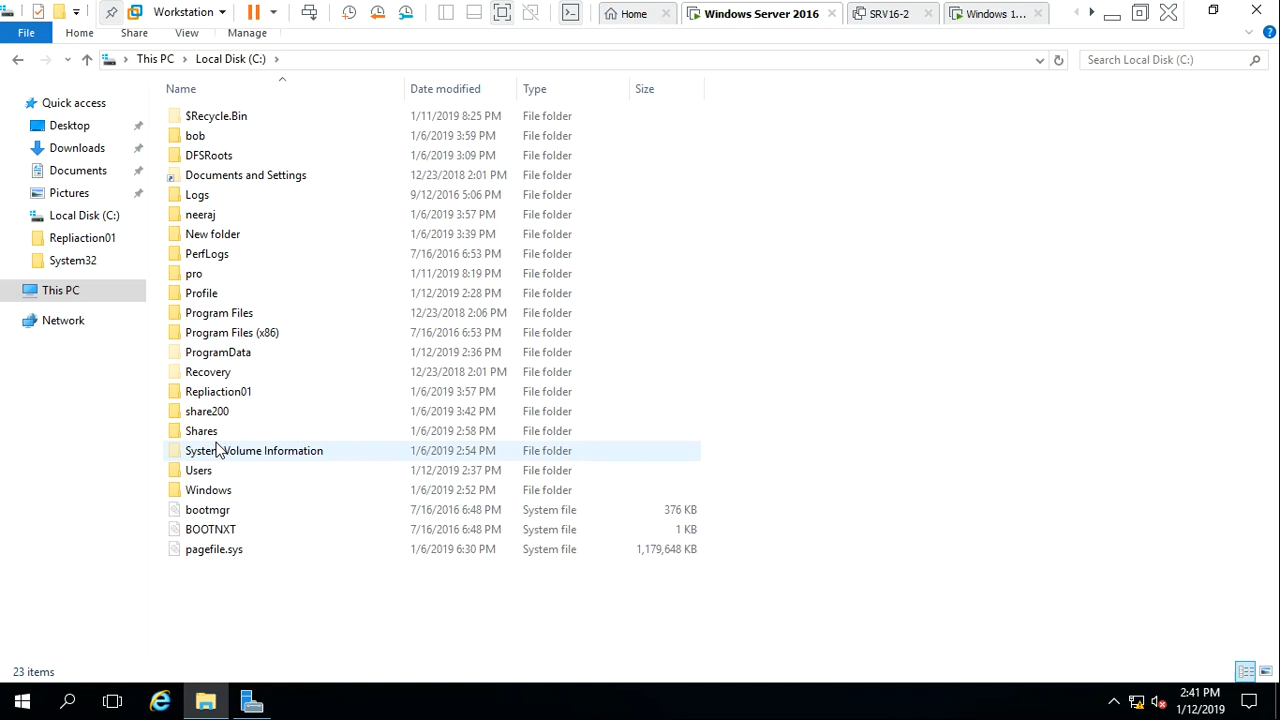 Workstation Home Windows Server 2016 SRV16-2 Windows 1...
File Home Share View Manage
This PC Local Disk (C:) Search Local Disk (C:)
Name Date modified Type Size
Quick access
Desktop
Downloads
Documents
Pictures
Local Disk (C:)
Repliaction01
System32
This PC
Network
$Recycle.Bin 1/11/2019 8:25 PM File folder
bob 1/6/2019 3:59 PM File folder
DFSRoots 1/6/2019 3:09 PM File folder
Documents and Settings 12/23/2018 2:01 PM File folder
Logs 9/12/2016 5:06 PM File folder
neeraj 1/6/2019 3:57 PM File folder
New folder 1/6/2019 3:39 PM File folder
PerfLogs 7/16/2016 6:53 PM File folder
pro 1/11/2019 8:19 PM File folder
Profile 1/12/2019 2:28 PM File folder
Program Files 12/23/2018 2:06 PM File folder
Program Files (x86) 7/16/2016 6:53 PM File folder
ProgramData 1/12/2019 2:36 PM File folder
Recovery 12/23/2018 2:01 PM File folder
Repliaction01 1/6/2019 3:57 PM File folder
share200 1/6/2019 3:42 PM File folder
Shares 1/6/2019 2:58 PM File folder
System Volume Information 1/6/2019 2:54 PM File folder
Users 1/12/2019 2:37 PM File folder
Windows 1/6/2019 2:52 PM File folder
bootmgr 7/16/2016 6:48 PM System file 376 KB
BOOTNXT 7/16/2016 6:48 PM System file 1 KB
pagefile.sys 1/6/2019 6:30 PM System file 1,179,648 KB
23 items
2:41 PM
1/12/2019